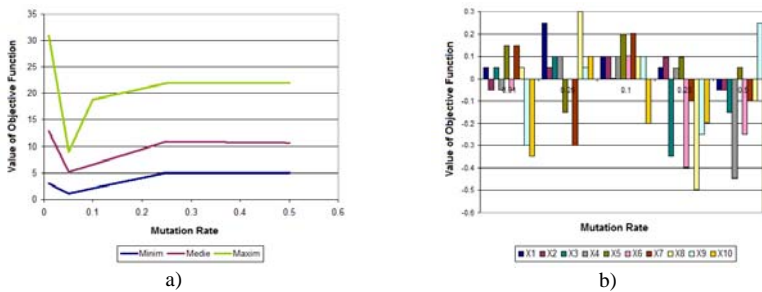 35
30
25
20
15
10
5
0
0 0.1 0.2 0.3 0.4 0.5 0.6
Value of Objective Function
Mutation Rate
Minim Medie Maxim
a)
0.3
0.2
0.1
0
-0.1
-0.2
-0.3
-0.4
-0.5
-0.6
0.1
Value of Objective Function
Mutation Rate
X1 X2 X3 X4 X5 X6 X7 X8 X9 X10
b)